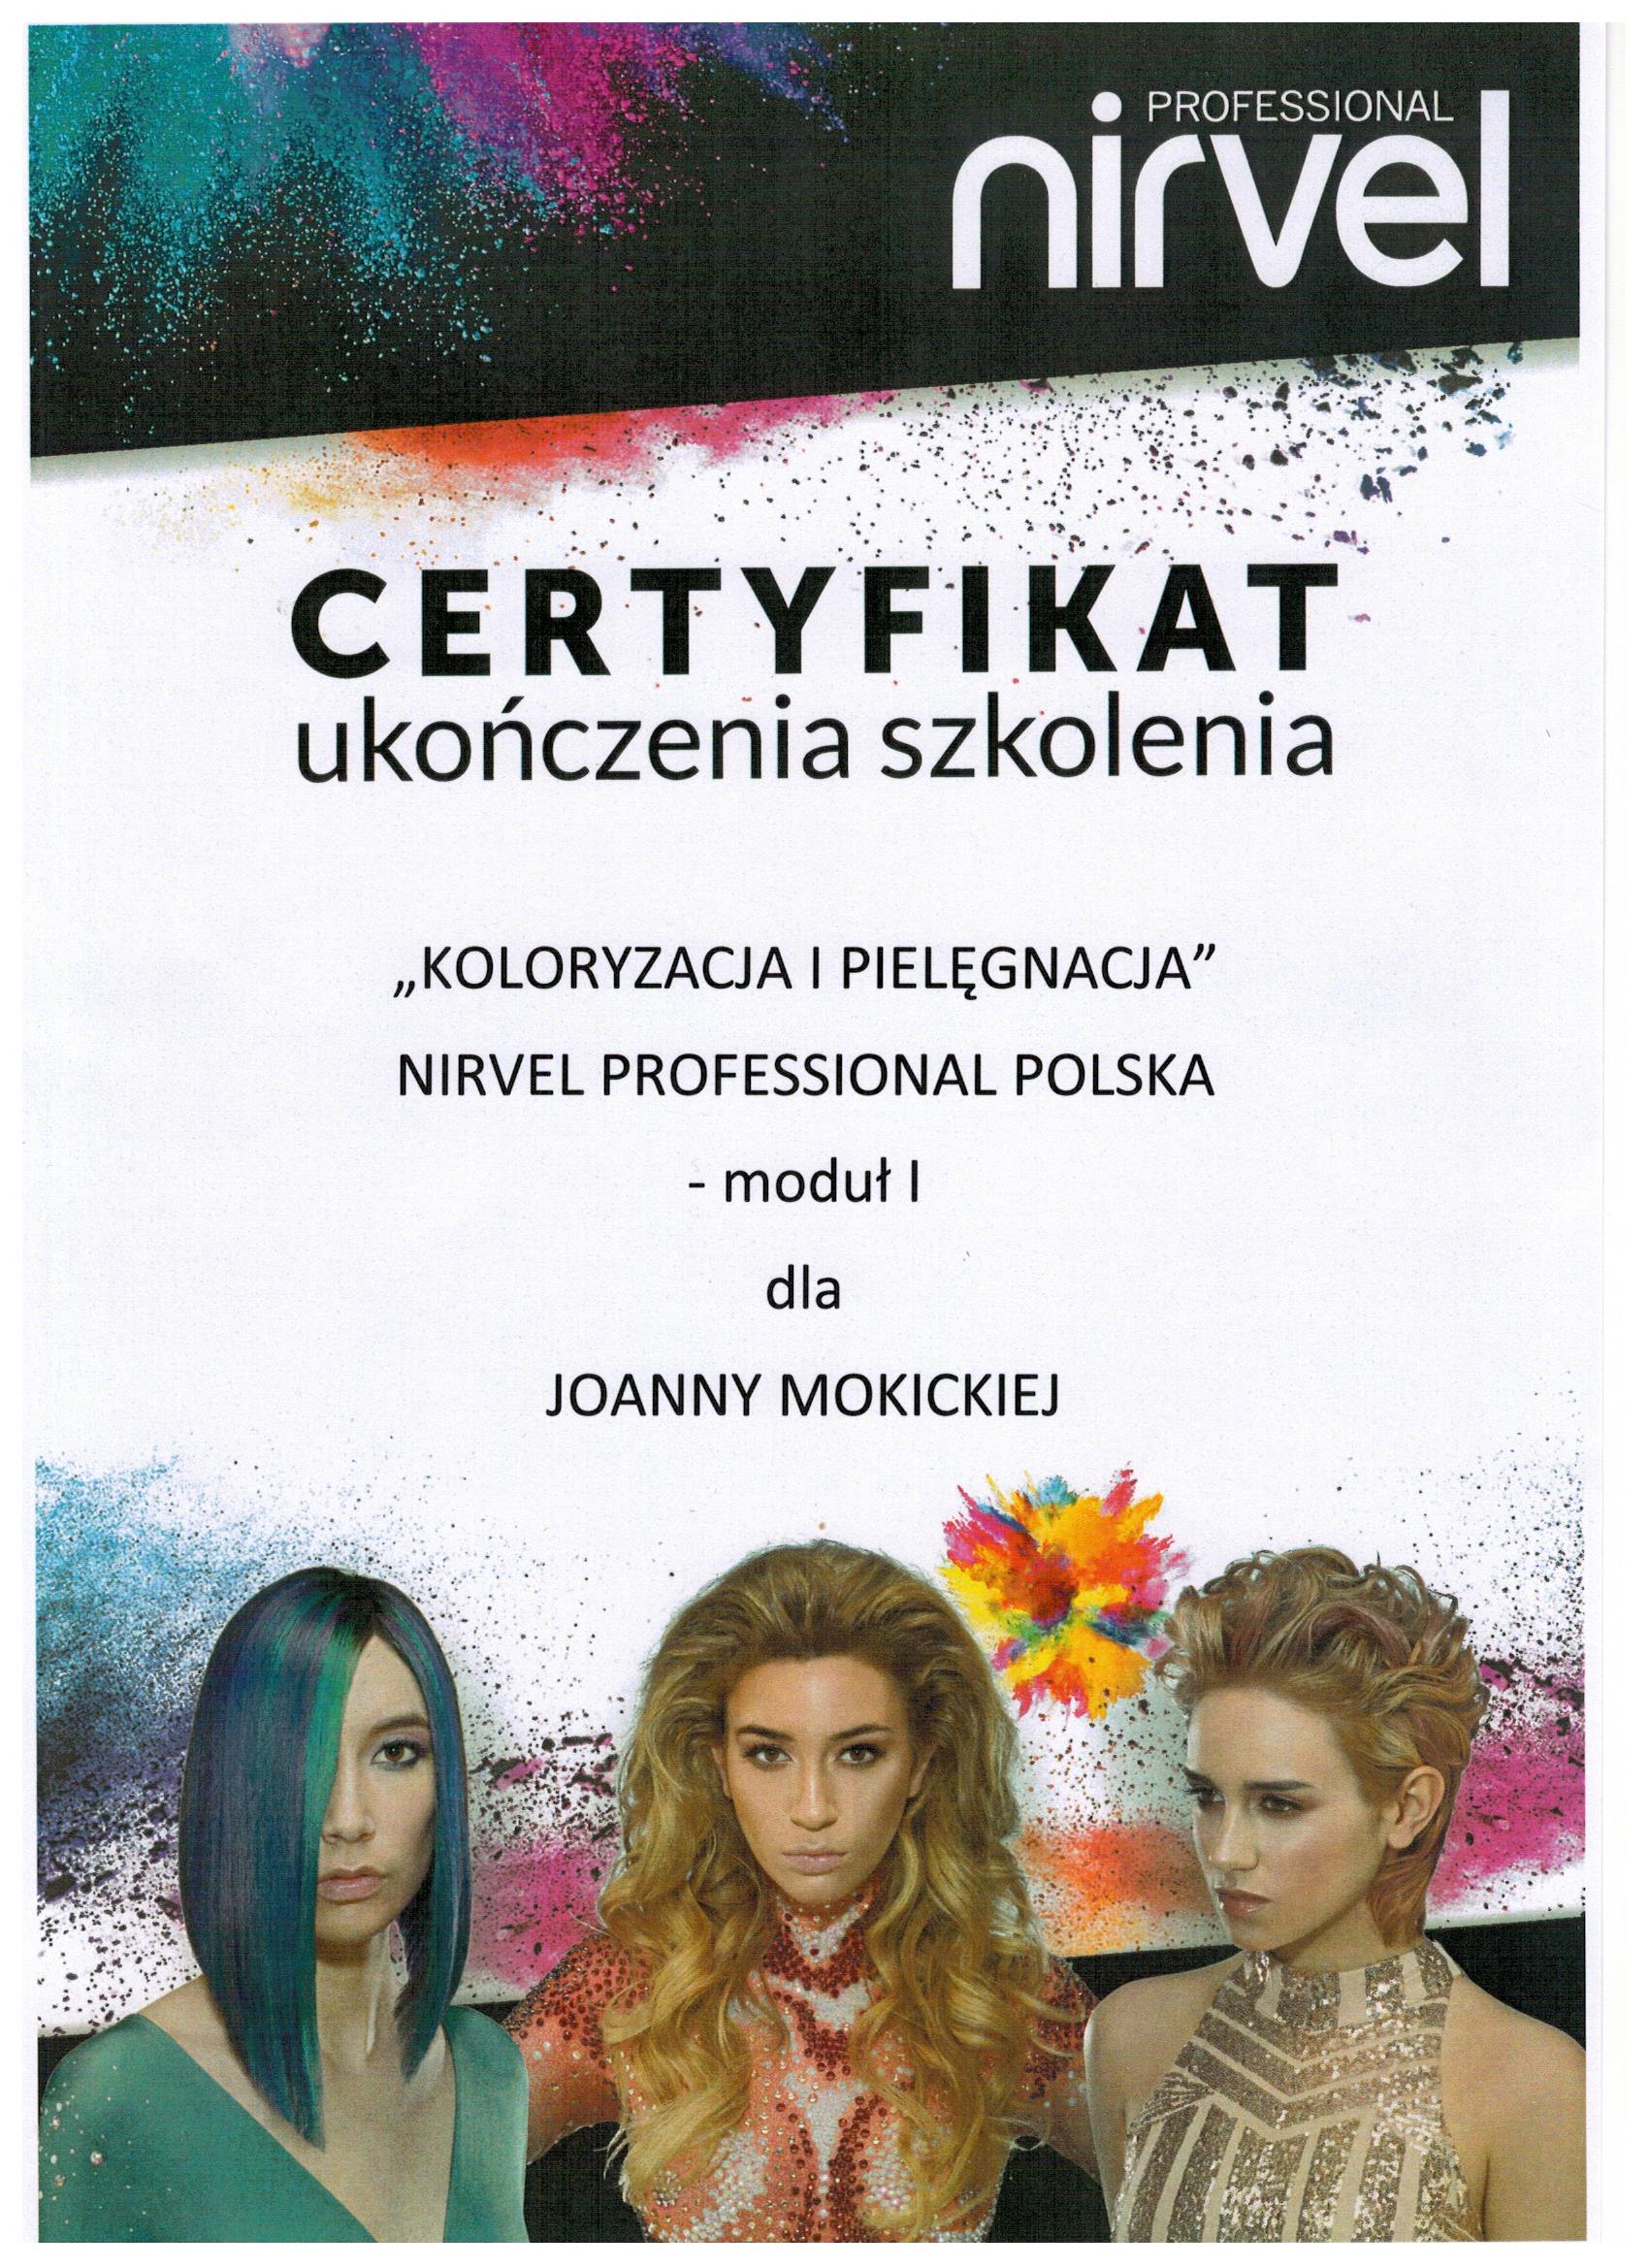 PROFESSIONAL
nirvel
CERTYFIKAT
ukończenia szkolenia
„KOLORYZACJA I PIELĘGNACJA”
NIRVEL PROFESSIONAL POLSKA
- moduł I
dla
JOANNY MOKICKIEJ